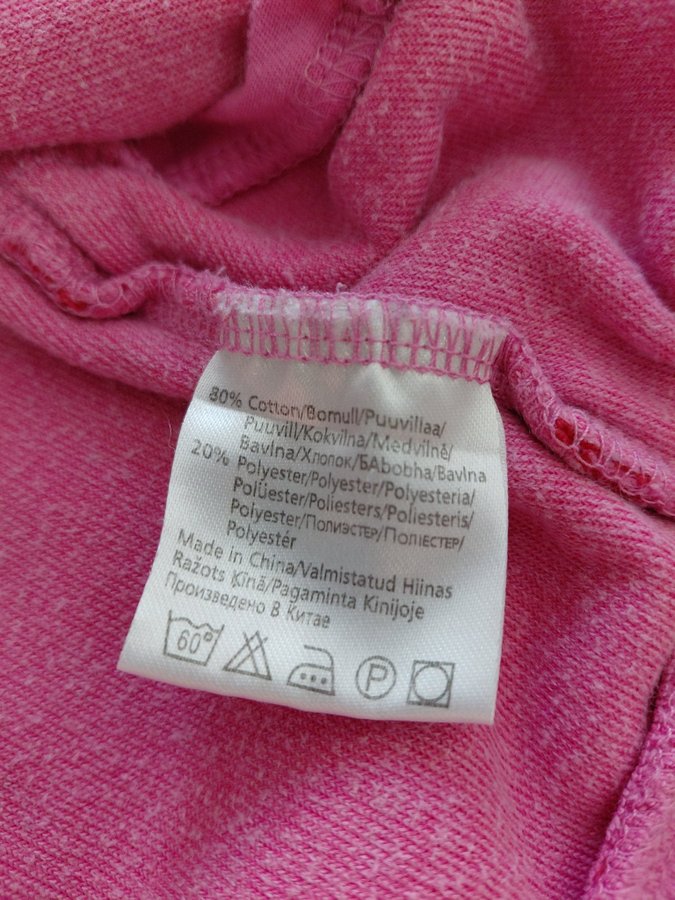 80% Cotton/Bomull/Puuvillaa/
Puuvill/Kokvilna/Medvilnė/
Bavlna/Хлопок/БАbobha/Bavlna
20% Polyester/Polyester/Polyesteria/
Polüester/Poliesters/Poliesteris/
Polyester/Полиэстер/Поліестер/
Polyestér
Made in China/Valmistatud Hiinas
Ražots Ķīnā/Pagaminta Kinijoje
Произведено В Китае
60°
P